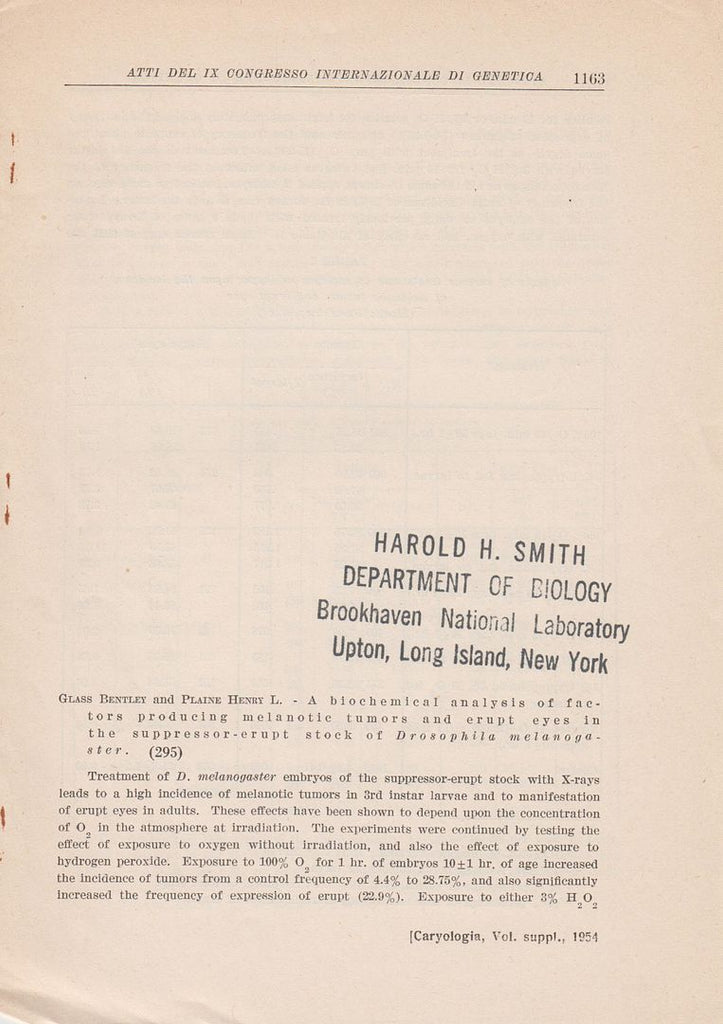 ATTI DEL IX CONGRESSO INTERNAZIONALE DI GENETICA 1163
HAROLD H. SMITH
DEPARTMENT OF BIOLOGY
Brookhaven National Laboratory
Upton, Long Island, New York
GLASS BENTLEY and PLAINE HENRY L. - A biochemical analysis of fac-
tors producing melanotic tumors and erupt eyes in
the suppressor-erupt stock of Drosophila melanoga-
ster. (295)
Treatment of D. melanogaster embryos of the suppressor-erupt stock with X-rays
leads to a high incidence of melanotic tumors in 3rd instar larvae and to manifestation
of erupt eyes in adults. These effects have been shown to depend upon the concentration
of O2 in the atmosphere at irradiation. The experiments were continued by testing the
effect of exposure to oxygen without irradiation, and also the effect of exposure to
hydrogen peroxide. Exposure to 100% O2 for 1 hr. of embryos 10±1 hr. of age increased
the incidence of tumors from a control frequency of 4.4% to 28.75%, and also significantly
increased the frequency of expression of erupt (22.9%). Exposure to either 3% H2O2
[Caryologia, Vol. suppl., 1954